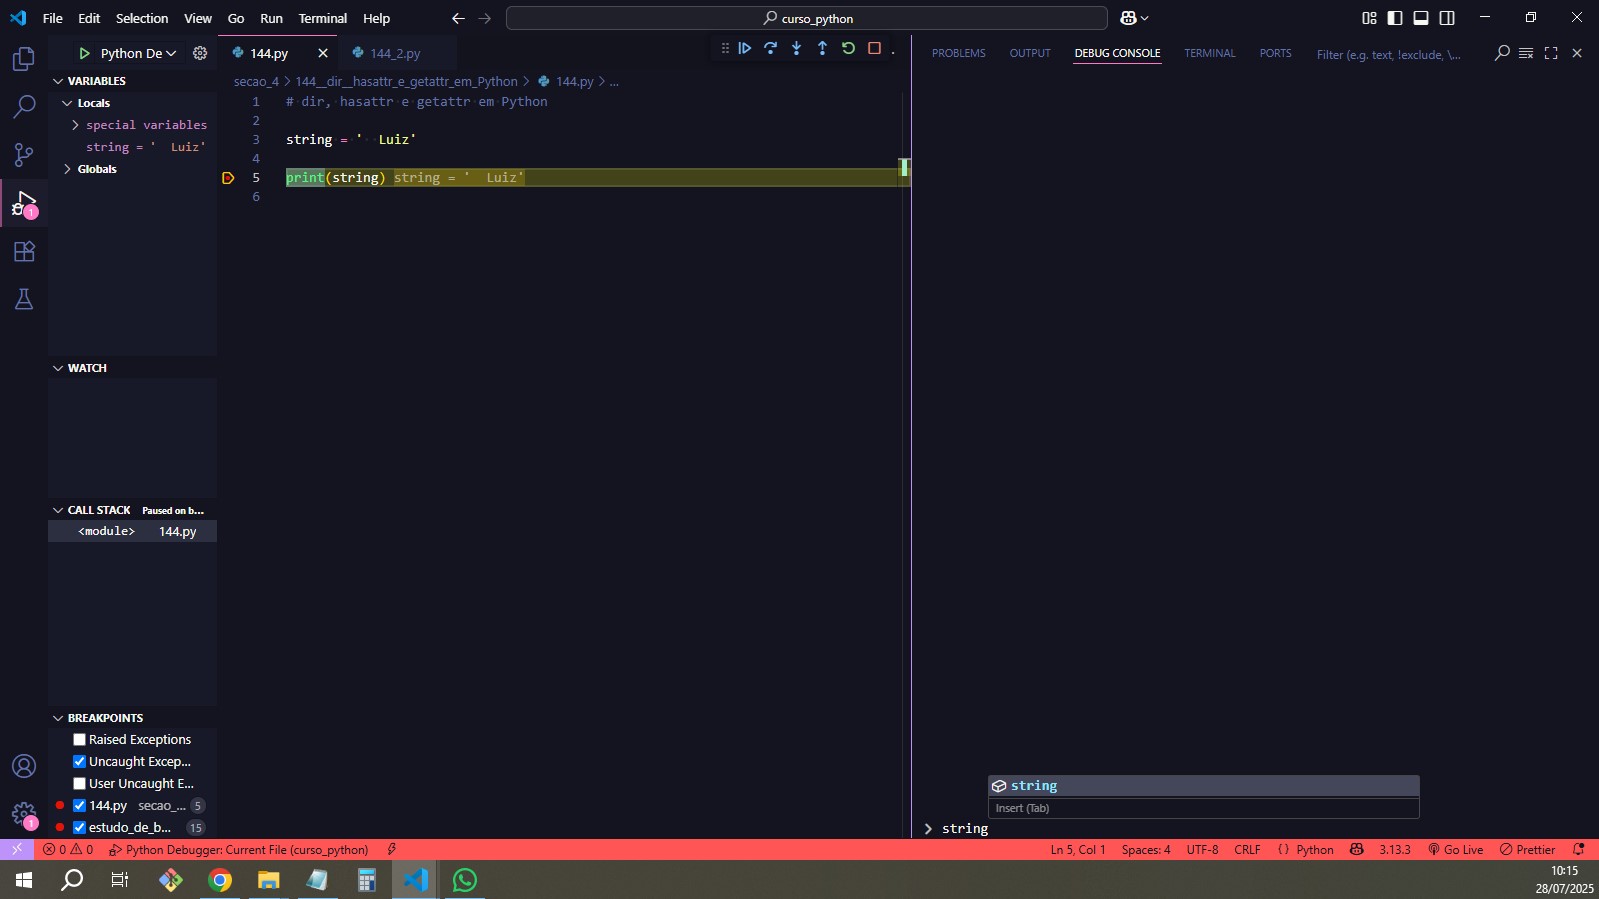 File Edit Selection View Go Run Terminal Help
curso_python
Python De
144.py
144_2.py
PROBLEMS OUTPUT DEBUG CONSOLE TERMINAL PORTS
Filter (e.g. text, !exclude, \...
VARIABLES
Locals
special variables
string = '  Luiz'
Globals
secao_4 > 144__dir__hasattr_e_getattr_em_Python > 144.py > ...
1 # dir, hasattr e getattr em Python
2
3 string = '  Luiz'
4
5 print(string) string = '  Luiz'
6
WATCH
CALL STACK Paused on b...
<module> 144.py
BREAKPOINTS
Raised Exceptions
Uncaught Excep...
User Uncaught E...
144.py secao_... 5
estudo_de_b... 15
string
Insert (Tab)
> string
1
1
0 0 Python Debugger: Current File (curso_python)
Ln 5, Col 1 Spaces: 4 UTF-8 CRLF {} Python 3.13.3 Go Live Prettier
10:15
28/07/2025